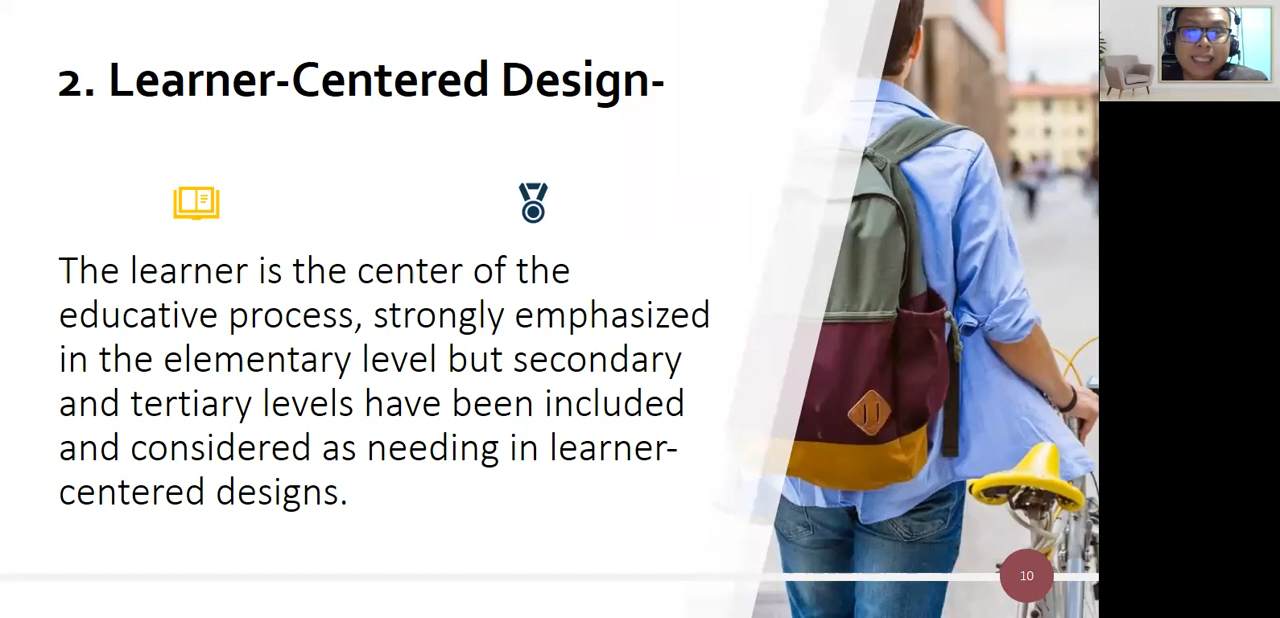 2. Learner-Centered Design-
The learner is the center of the
educative process, strongly emphasized
in the elementary level but secondary
and tertiary levels have been included
and considered as needing in learner-
centered designs.
10